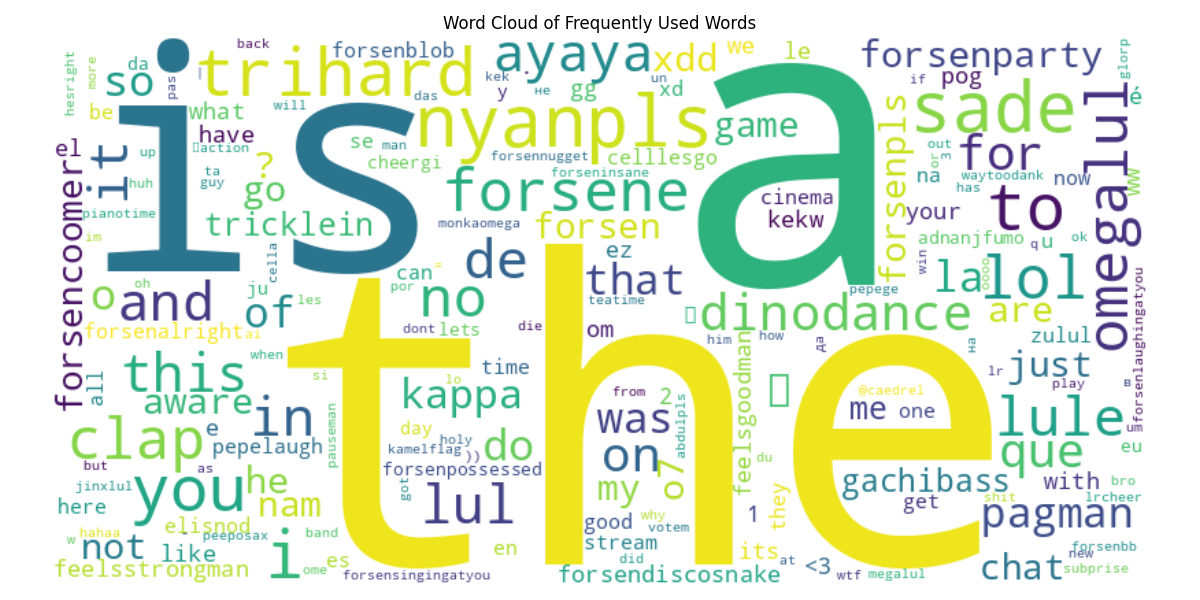 Word Cloud of Frequently Used Words
hesright
more
da
so
pas
is
back
trihard
forsenblob
kek
y
ayaya
не
un
xdd
gg
xd
we
le
a
forsenparty
if
pog
glorp
é
be
what
will
das
nyanpls
game
forsenpls
sade
omegalul
el
it
up
action
have
?
se
man
cheergi
forsennugget
celllesgo
out
or
3
for
huh
ta
guy
go
forsene
forseninsane
cinema
kekw
na
waytoodank
has
now
ww
forsencoomer
pianotime
im
tricklein
monkaomega
forsen
your
to
adnanjfumo
q
u
ok
cella
de
ez
that
win
oh
o
and
ju
of
les
can
=
por
no
teatime
pepege
la
oooo
lol
forsenalright
ai
the
dont
lets
die
om
dinodance
are
him
how
да
на
zulul
forsenlaughingatyou
all
this
when
si
time
lo
feelsgoodman
lr
just
play
в
aware
in
kappa
from
2
@caedrel
me
one
lule
um
clap
e
pepelaugh
pauseman
day
holy
kamelflag
))
do
was
on
abdulpls
que
eu
but
as
forsenpossessed
got
o7
du
gachibass
with
bro
jinxlul
you
he
my
get
shit
lrcheer
here
nam
lul
good
why
votem
1
they
pagman
w
hahaa
elisnod
peeposax
band
stream
new
forsenbb
not
like
i
es
en
did
its
at
<3
chat
subprise
feelsstrongman
ome
forsensingingatyou
forsendiscosnake
wtf
megalul